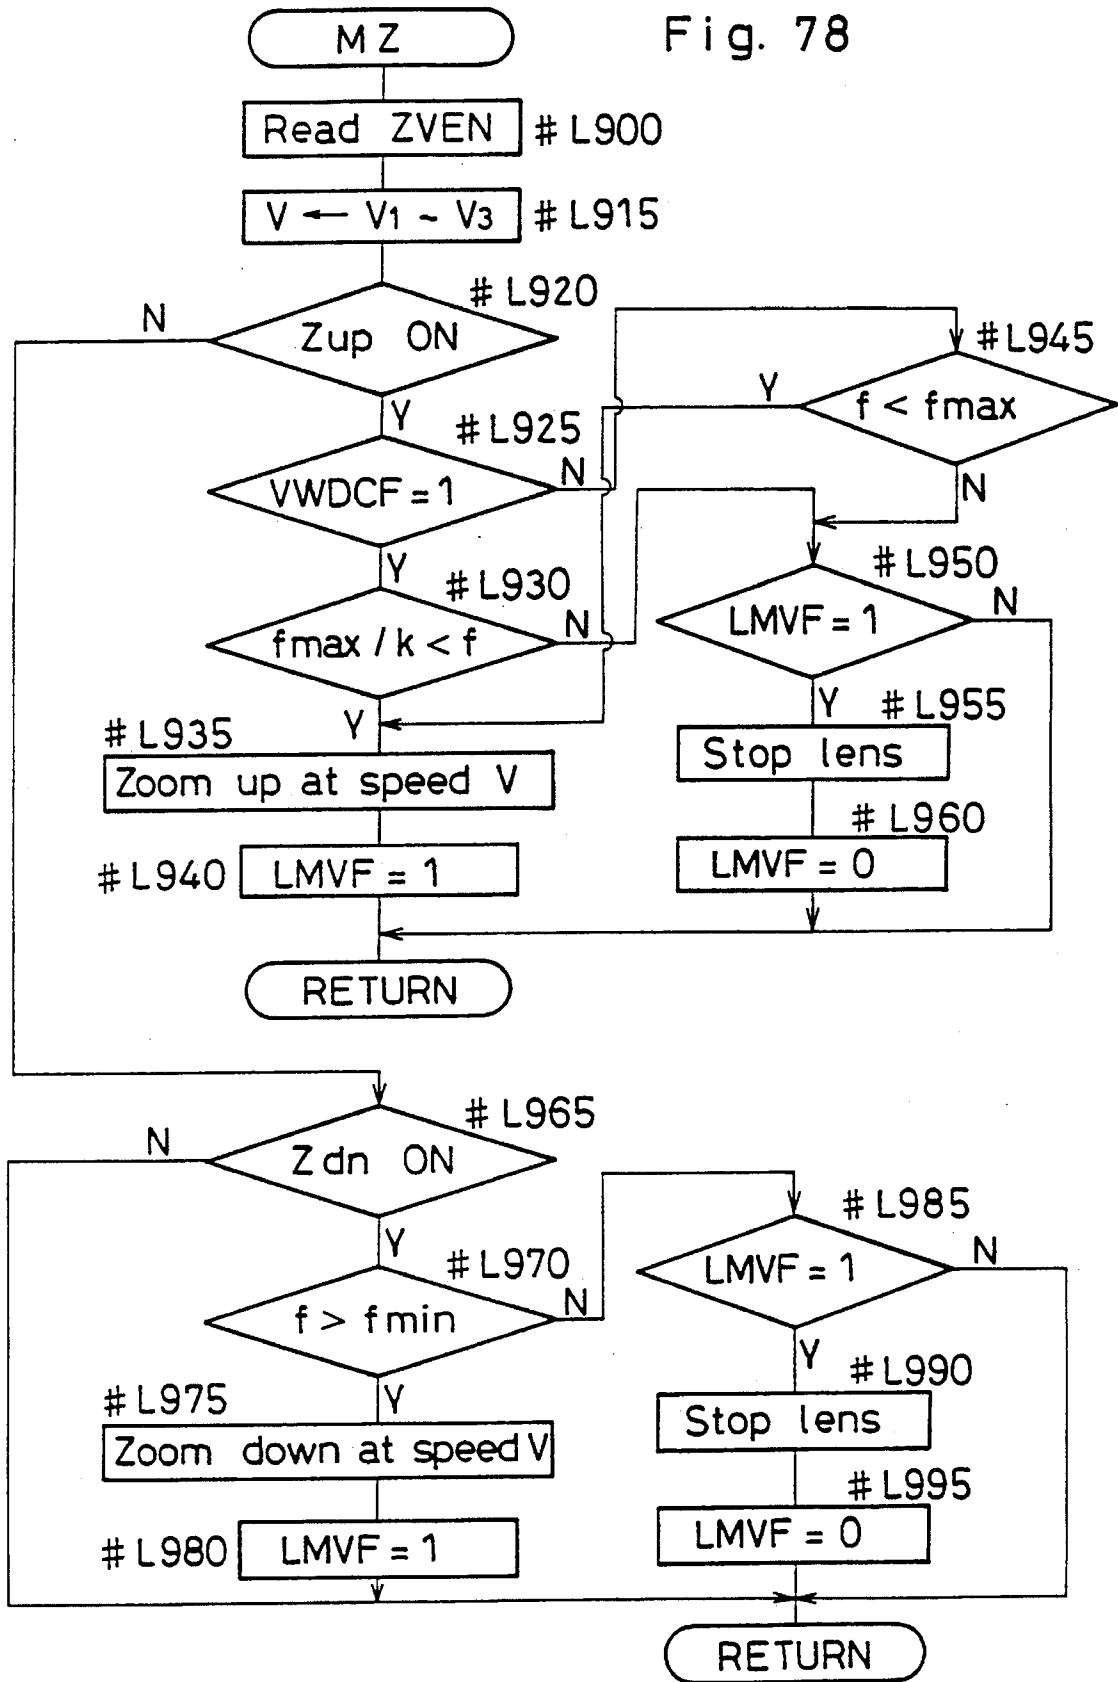 Fig. 78
MZ
Read ZVEN
# L900
V ← V1 ~ V3
# L915
# L920
N
Zup ON
Y
# L945
Y
f < fmax
N
# L925
VWDCF = 1
N
Y
# L930
fmax / k < f
N
Y
# L950
LMVF = 1
N
Y
# L935
Zoom up at speed V
# L955
Stop lens
# L940
LMVF = 1
# L960
LMVF = 0
RETURN
# L965
N
Zdn ON
Y
# L970
f > fmin
N
Y
# L985
LMVF = 1
N
Y
# L975
Zoom down at speed V
# L990
Stop lens
# L980
LMVF = 1
# L995
LMVF = 0
RETURN